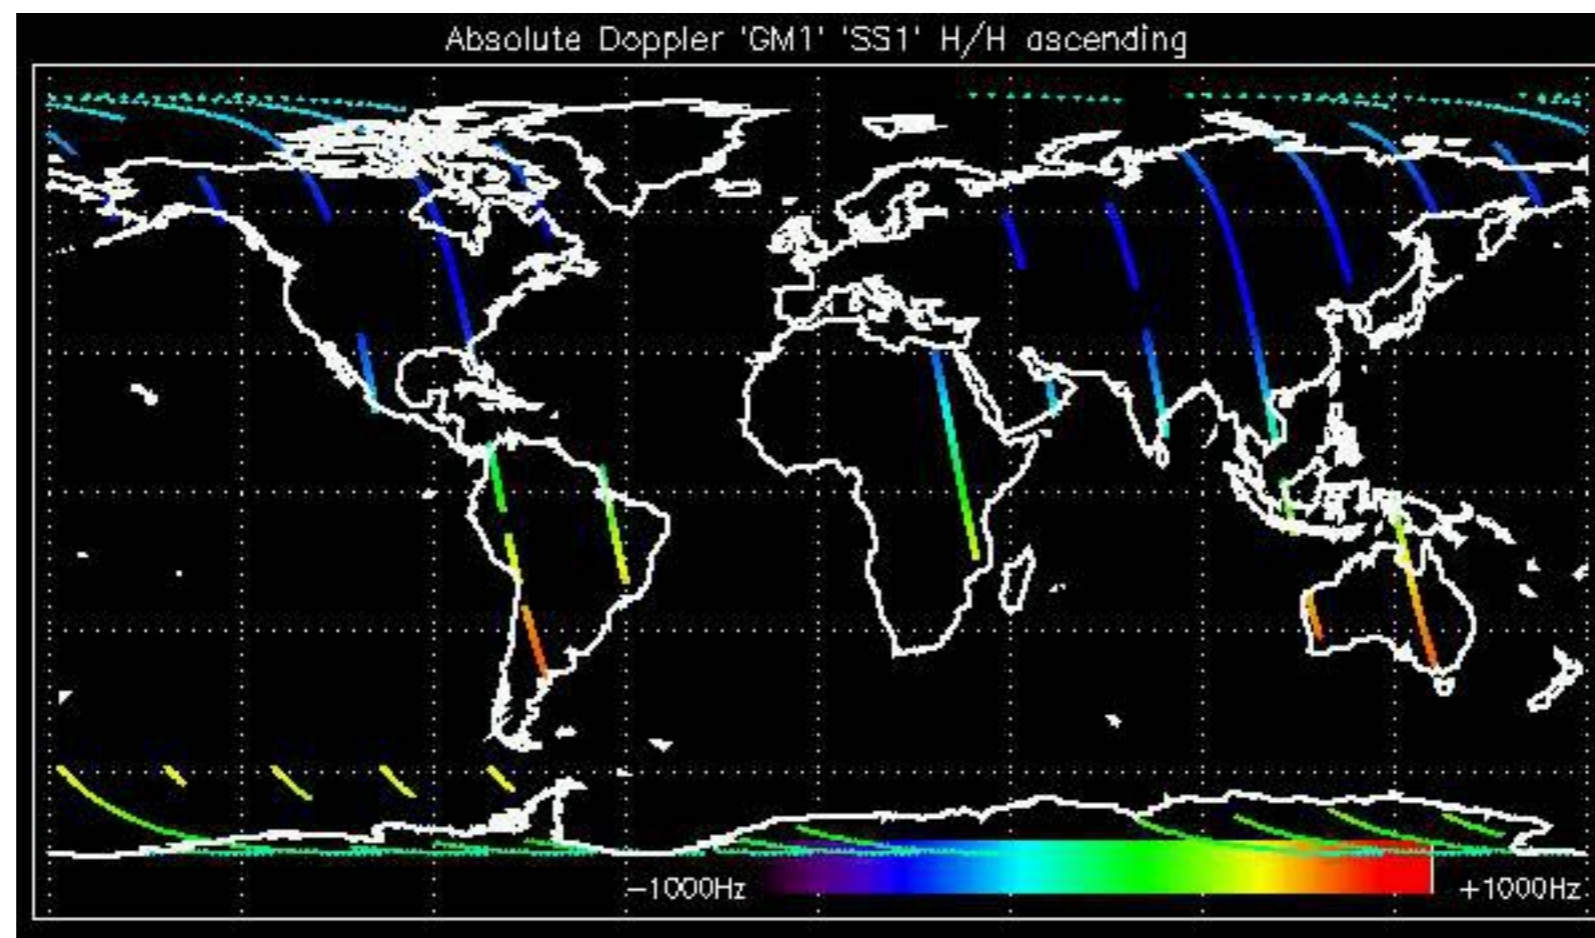 Absolute Doppler 'GM1' 'SS1' H/H ascending
−1000Hz
+1000Hz